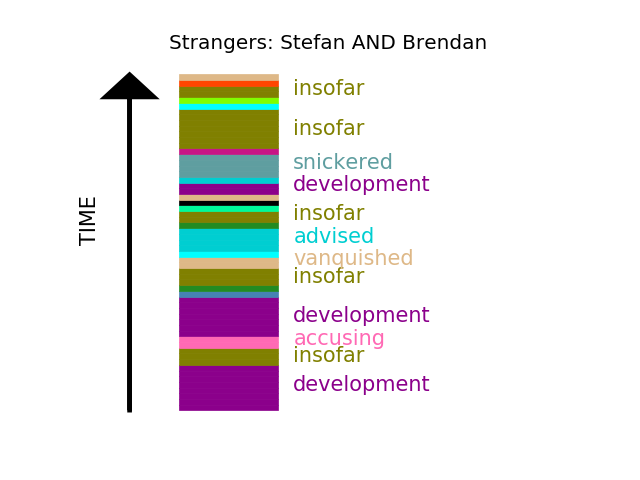 Strangers: Stefan AND Brendan
insofar
insofar
snickered
development
insofar
advised
vanquished
insofar
development
accusing
insofar
development
TIME